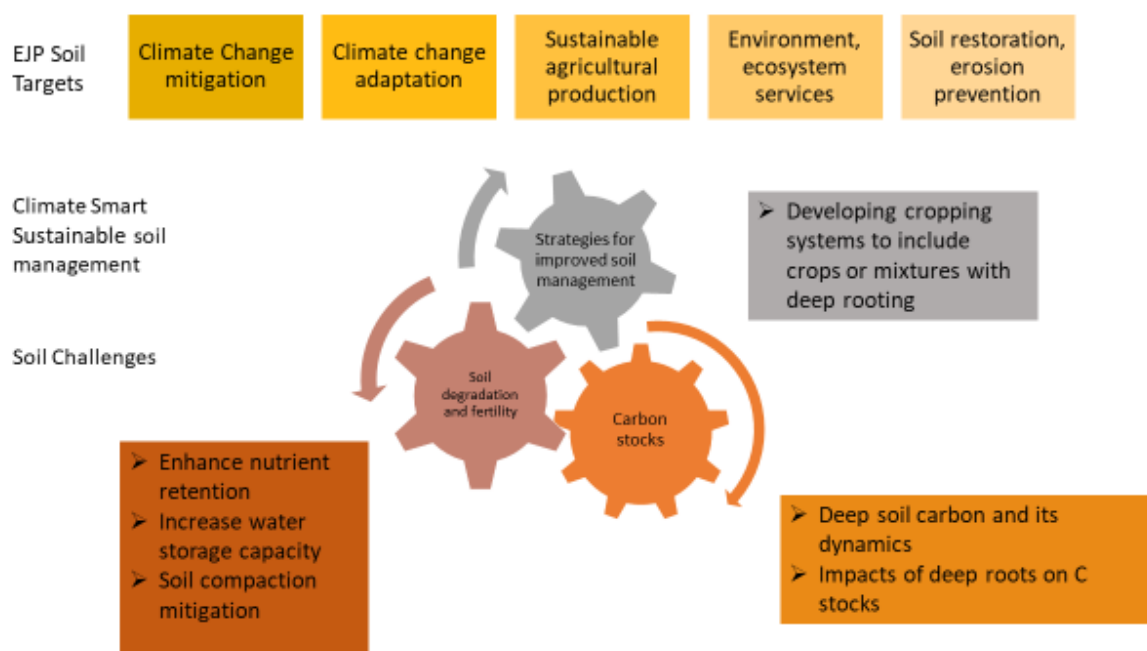 EJP Soil
Targets
Climate Change
mitigation
Climate change
adaptation
Sustainable
agricultural
production
Environment,
ecosystem
services
Soil restoration,
erosion
prevention
Climate Smart
Sustainable soil
management
Strategies for
improved soil
management
➢ Developing cropping
systems to include
crops or mixtures with
deep rooting
Soil Challenges
Soil
degradation
and fertility
Carbon
stocks
➢ Enhance nutrient
retention
➢ Increase water
storage capacity
➢ Soil compaction
mitigation
➢ Deep soil carbon and its
dynamics
➢ Impacts of deep roots on C
stocks